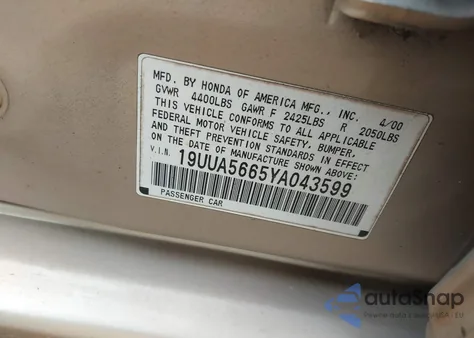 MFD. BY HONDA OF AMERICA MFG., INC. 4/00
GVWR 4400LBS GAWR F 2425LBS R 2050LBS
THIS VEHICLE CONFORMS TO ALL APPLICABLE
FEDERAL MOTOR VEHICLE SAFETY, BUMPER,
AND THEFT PREVENTION STANDARDS IN EFFECT
ON THE DATE OF MANUFACTURE SHOWN ABOVE.
V.I.N. 19UUA5665YA043599
PASSENGER CAR
autoSnap